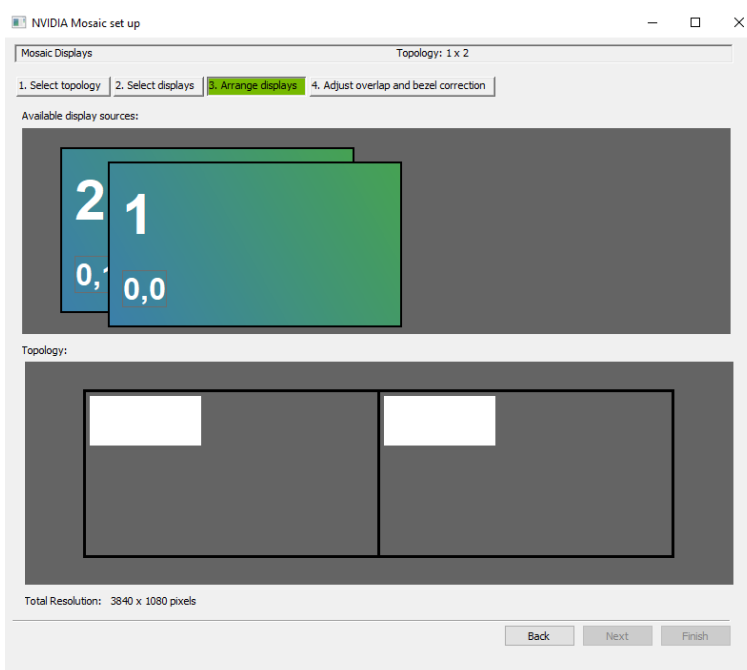 NVIDIA Mosaic set up
Mosaic Displays Topology: 1 x 2
1. Select topology 2. Select displays 3. Arrange displays 4. Adjust overlap and bezel correction
Available display sources:
2
1
0,1
0,0
Topology:
Total Resolution: 3840 x 1080 pixels
Back Next Finish